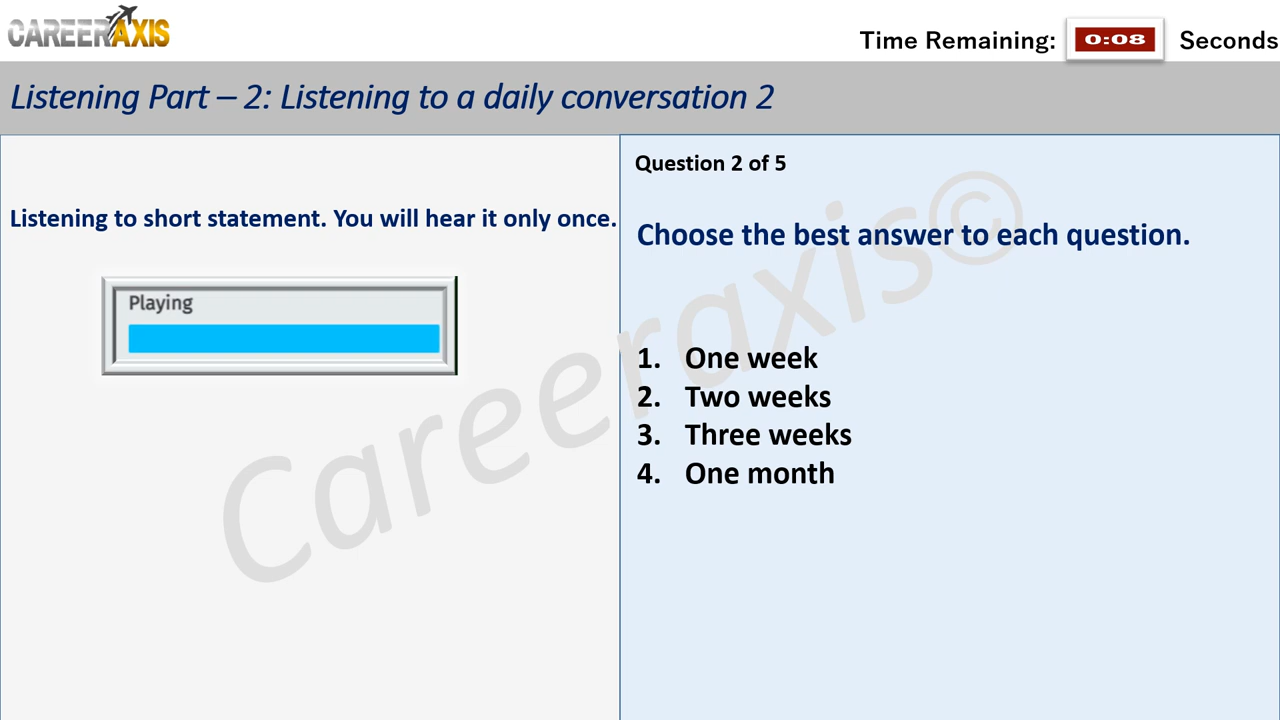 CAREERAXIS
Time Remaining: 0:08 Seconds
Listening Part – 2: Listening to a daily conversation 2
Listening to short statement. You will hear it only once.
Playing
Question 2 of 5
Choose the best answer to each question.
1. One week
2. Two weeks
3. Three weeks
4. One month
Careeraxis©